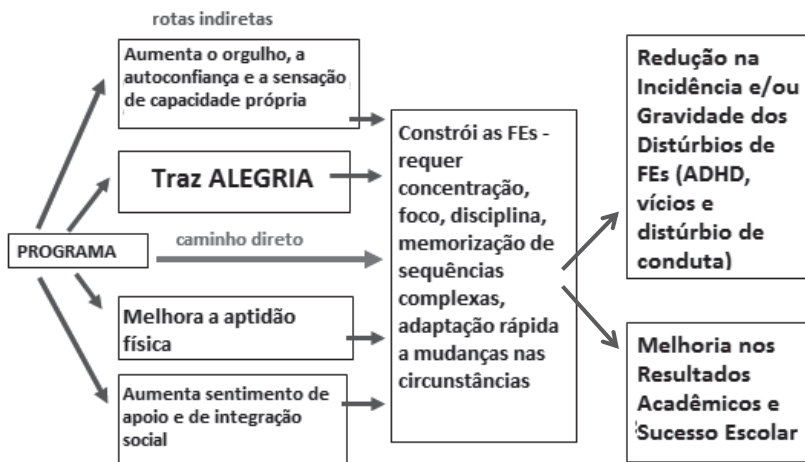 rotas indiretas
Aumenta o orgulho, a
autoconfiança e a sensação
de capacidade própria
Traz ALEGRIA
PROGRAMA
caminho direto
Melhora a aptidão
física
Aumenta sentimento de
apoio e de integração
social
Constrói as FEs -
requer
concentração,
foco, disciplina,
memorização de
sequências
complexas,
adaptação rápida
a mudanças nas
circunstâncias
Redução na
Incidência e/ou
Gravidade dos
Distúrbios de
FEs (ADHD,
vícios e
distúrbio de
conduta)
Melhoria nos
Resultados
Acadêmicos e
Sucesso Escolar